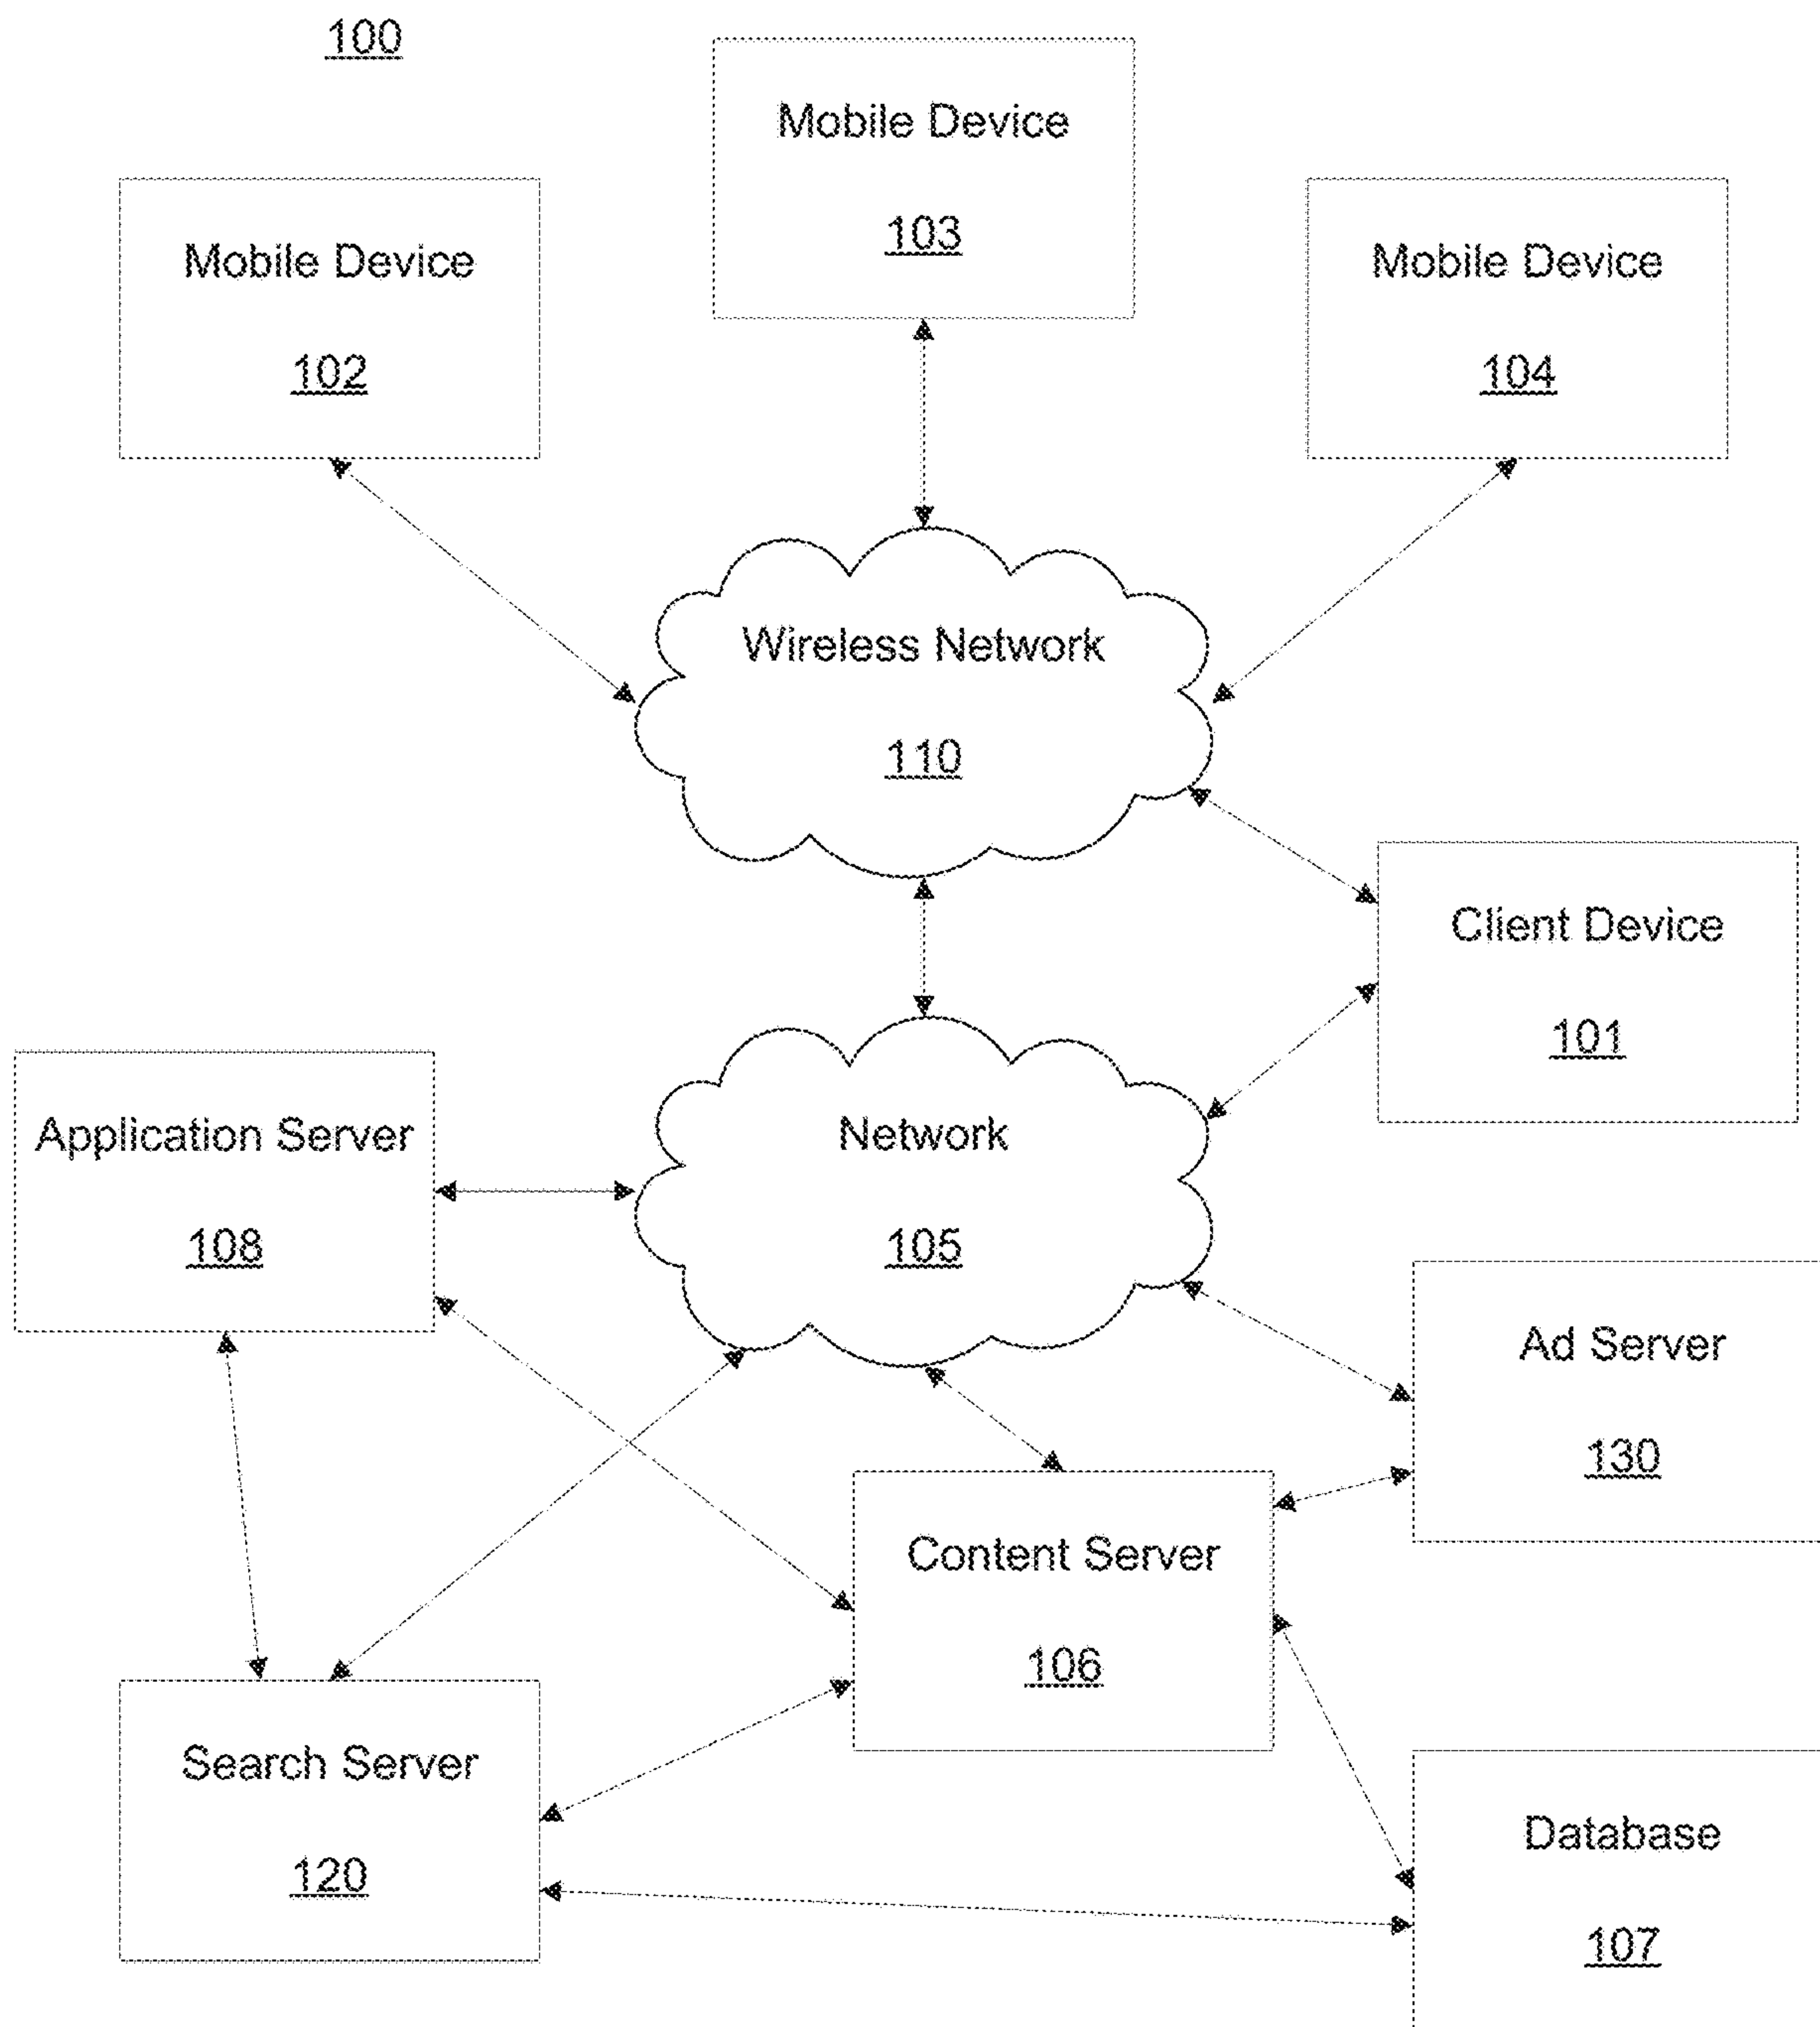 100
Mobile Device
103
Mobile Device
102
Mobile Device
104
Wireless Network
110
Client Device
101
Application Server
108
Network
105
Ad Server
130
Content Server
106
Search Server
120
Database
107